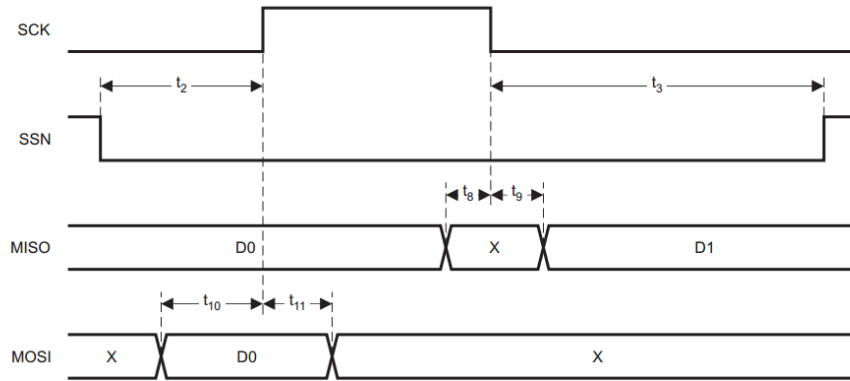 SCK
t2
t3
SSN
t8 t9
MISO D0 X D1
t10 t11
MOSI X D0 X